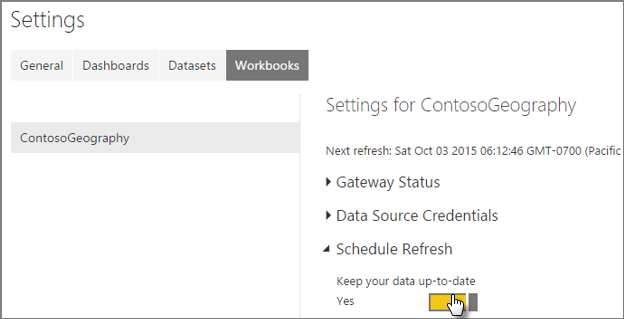 Settings
General Dashboards Datasets Workbooks
ContosoGeography
Settings for ContosoGeography
Next refresh: Sat Oct 03 2015 06:12:46 GMT-0700 (Pacific
Gateway Status
Data Source Credentials
Schedule Refresh
Keep your data up-to-date
Yes